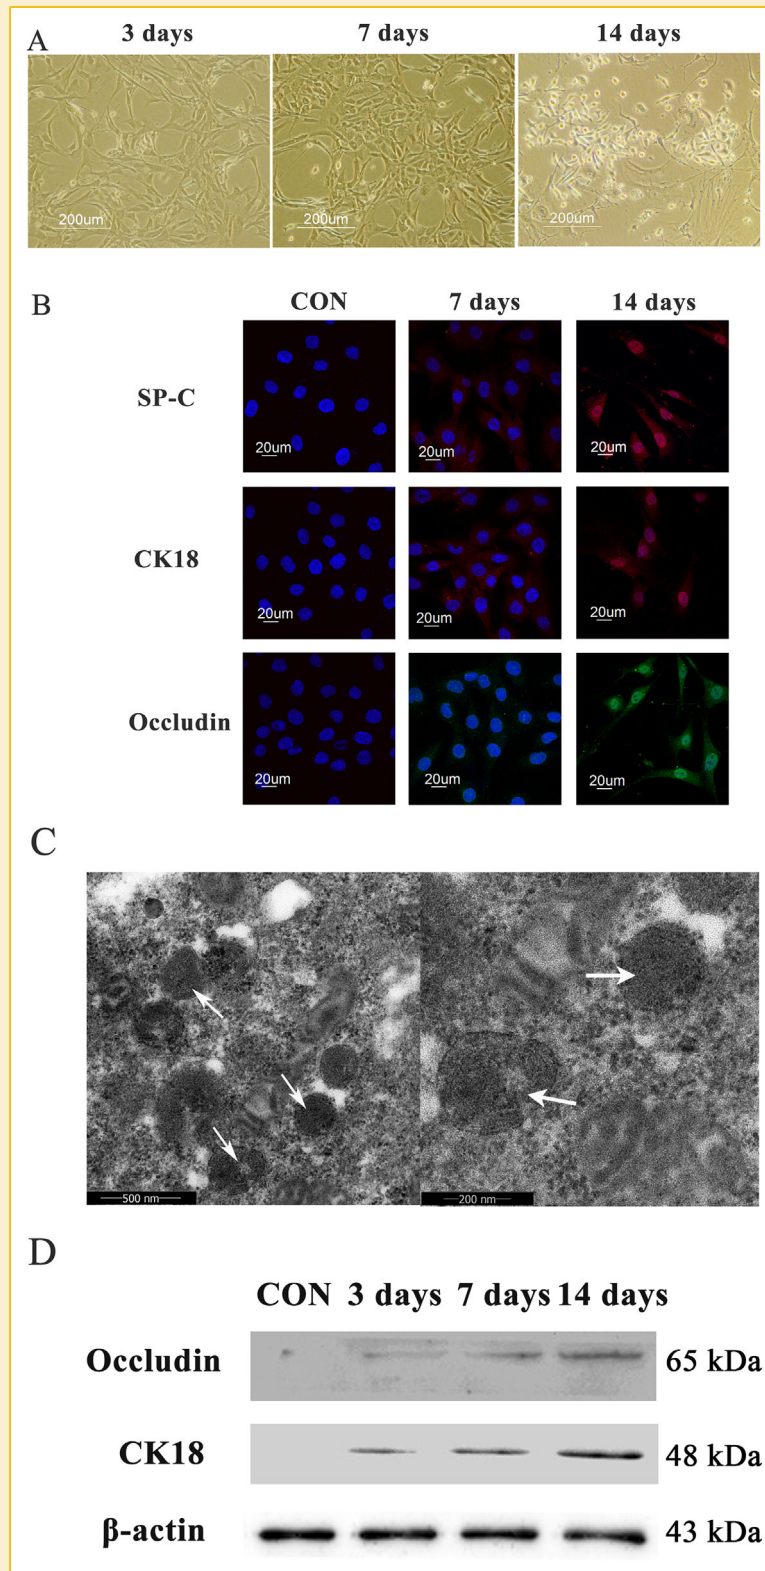 A 3 days 7 days 14 days
200um 200um 200um
B CON 7 days 14 days
SP-C
20um 20um 20um
CK18
20um 20um 20um
Occludin
20um 20um 20um
C
500 nm 200 nm
D
CON 3 days 7 days 14 days
Occludin 65 kDa
CK18 48 kDa
β-actin 43 kDa